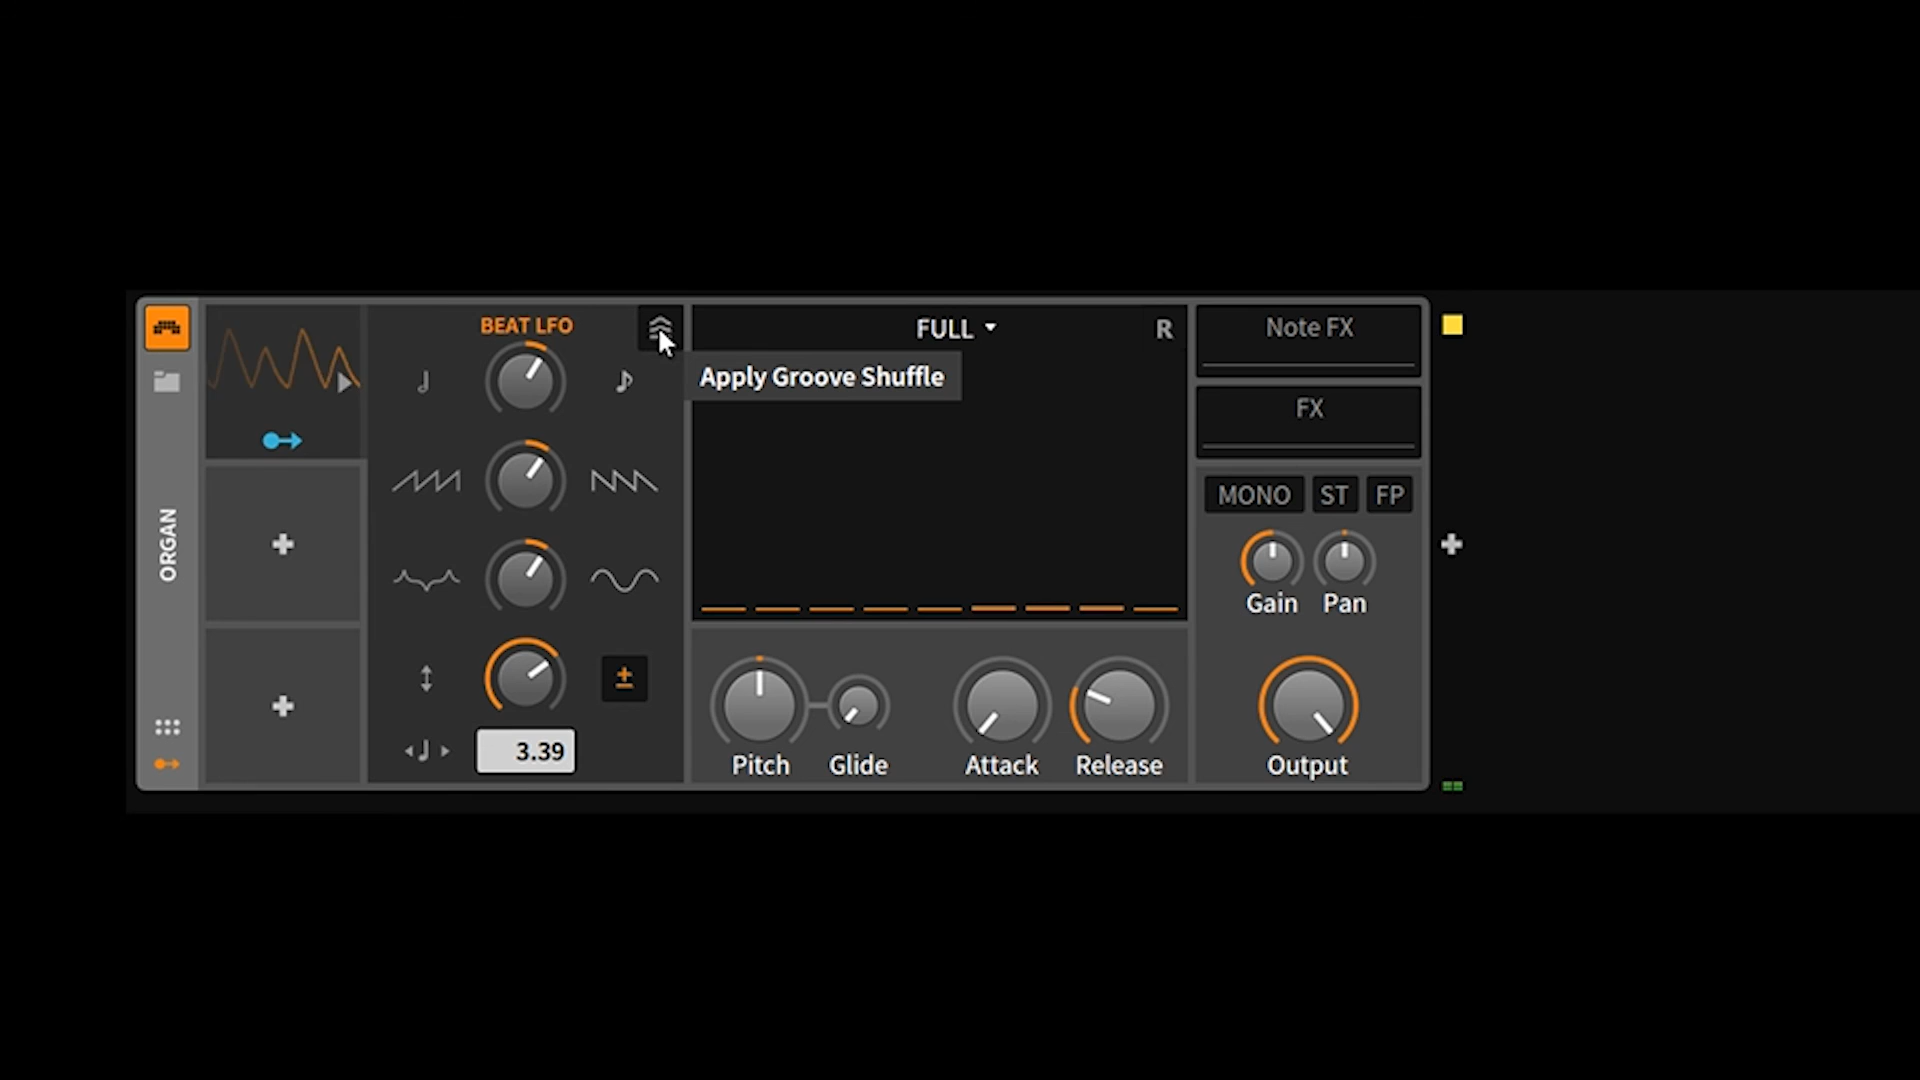 ORGAN
BEAT LFO
3.39
FULL
R
Apply Groove Shuffle
Pitch
Glide
Attack
Release
Note FX
FX
MONO
ST
FP
Gain
Pan
Output